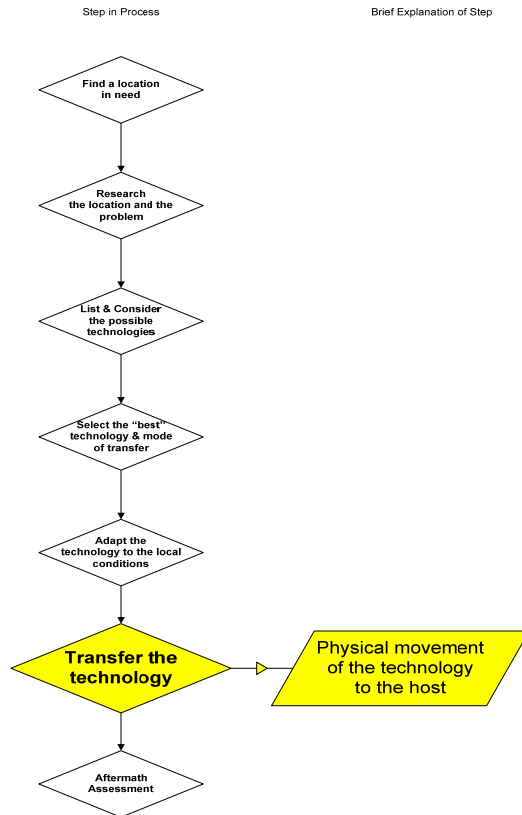 Step in Process
Brief Explanation of Step
Find a location
in need
Research
the location and the
problem
List & Consider
the possible
technologies
Select the “best”
technology & mode
of transfer
Adapt the
technology to the local
conditions
Transfer the
technology
Physical movement
of the technology
to the host
Aftermath
Assessment